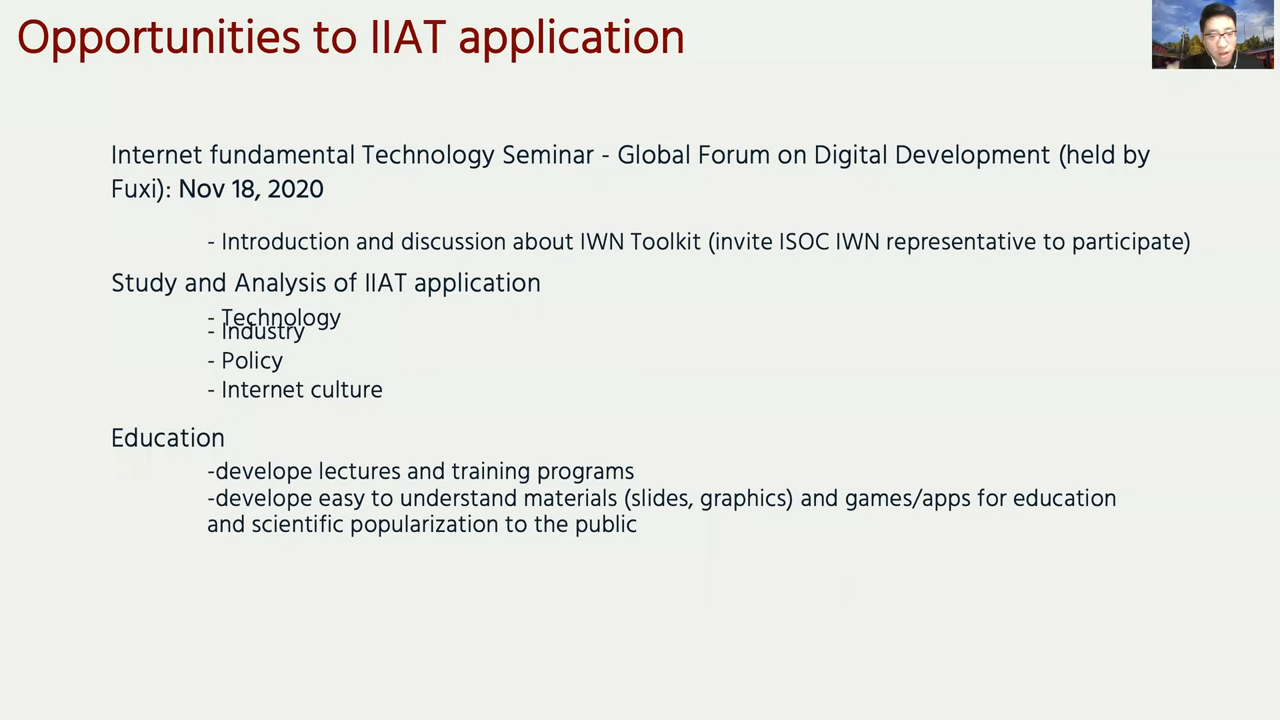 Opportunities to IIAT application
Internet fundamental Technology Seminar - Global Forum on Digital Development (held by
Fuxi): Nov 18, 2020
- Introduction and discussion about IWN Toolkit (invite ISOC IWN representative to participate)
Study and Analysis of IIAT application
- Technology
- Industry
- Policy
- Internet culture
Education
-develope lectures and training programs
-develope easy to understand materials (slides, graphics) and games/apps for education
and scientific popularization to the public